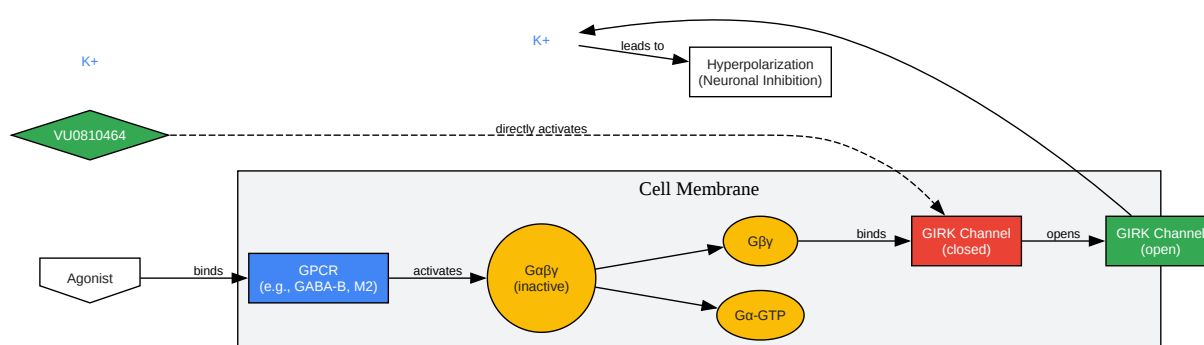 K+
K+
leads to
Hyperpolarization
(Neuronal Inhibition)
VU0810464
directly activates
Cell Membrane
Agonist
binds
GPCR
(e.g., GABA-B, M2)
activates
Gαβγ
(inactive)
Gβγ
Gα-GTP
binds
GIRK Channel
(closed)
opens
GIRK Channel
(open)